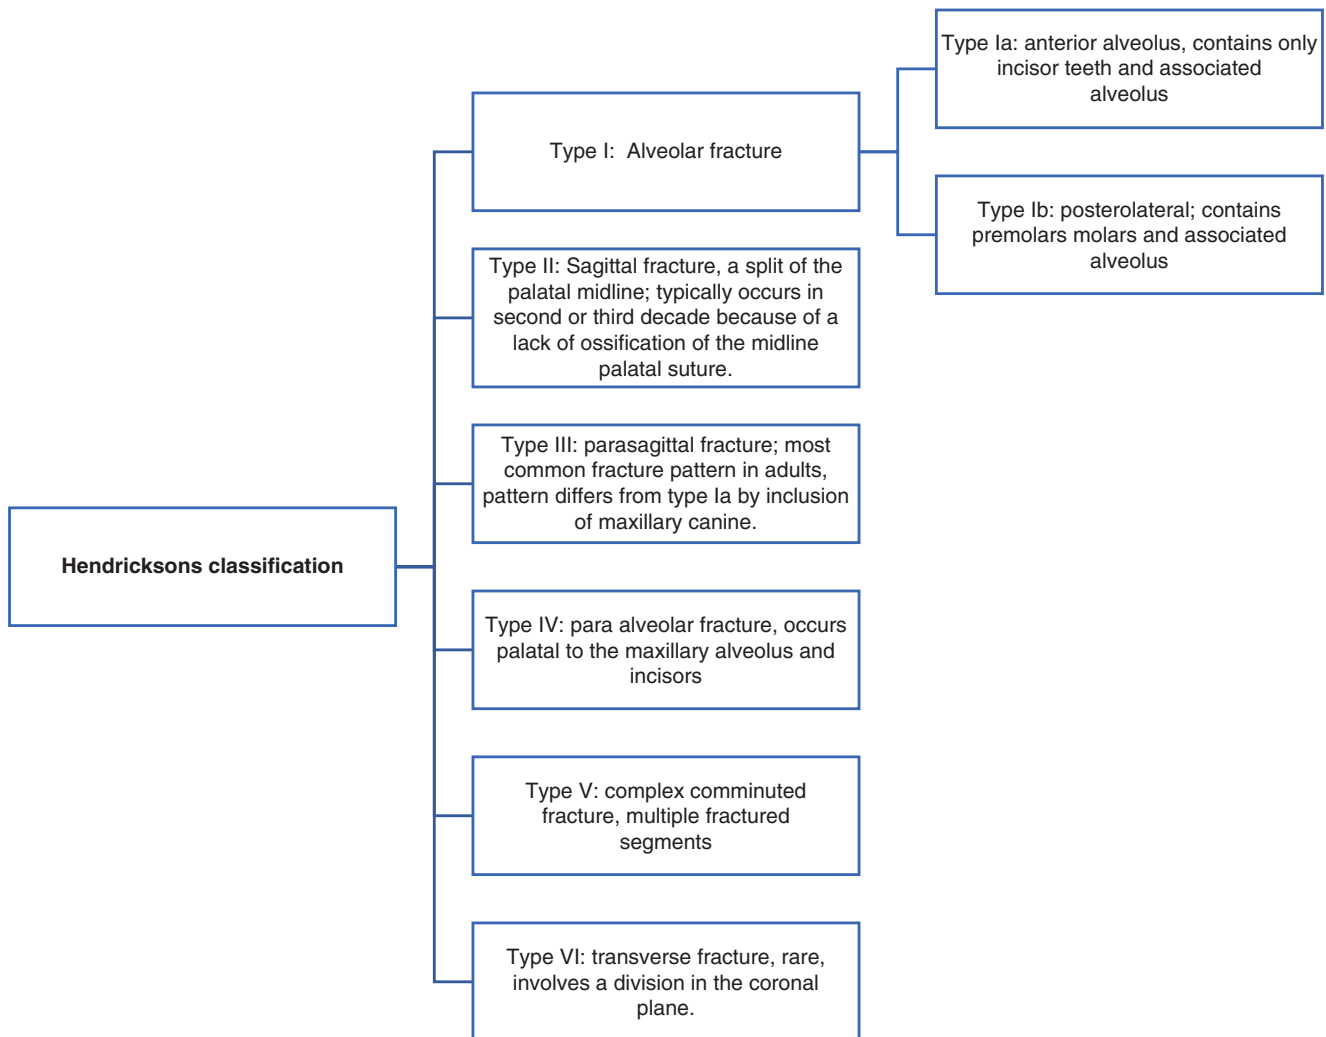 Hendricksons classification
Type I:  Alveolar fracture
Type Ia: anterior alveolus, contains only
incisor teeth and associated
alveolus
Type Ib: posterolateral; contains
premolars molars and associated
alveolus
Type II: Sagittal fracture, a split of the
palatal midline; typically occurs in
second or third decade because of a
lack of ossification of the midline
palatal suture.
Type III: parasagittal fracture; most
common fracture pattern in adults,
pattern differs from type Ia by inclusion
of maxillary canine.
Type IV: para alveolar fracture, occurs
palatal to the maxillary alveolus and
incisors
Type V: complex comminuted
fracture, multiple fractured
segments
Type VI: transverse fracture, rare,
involves a division in the coronal
plane.